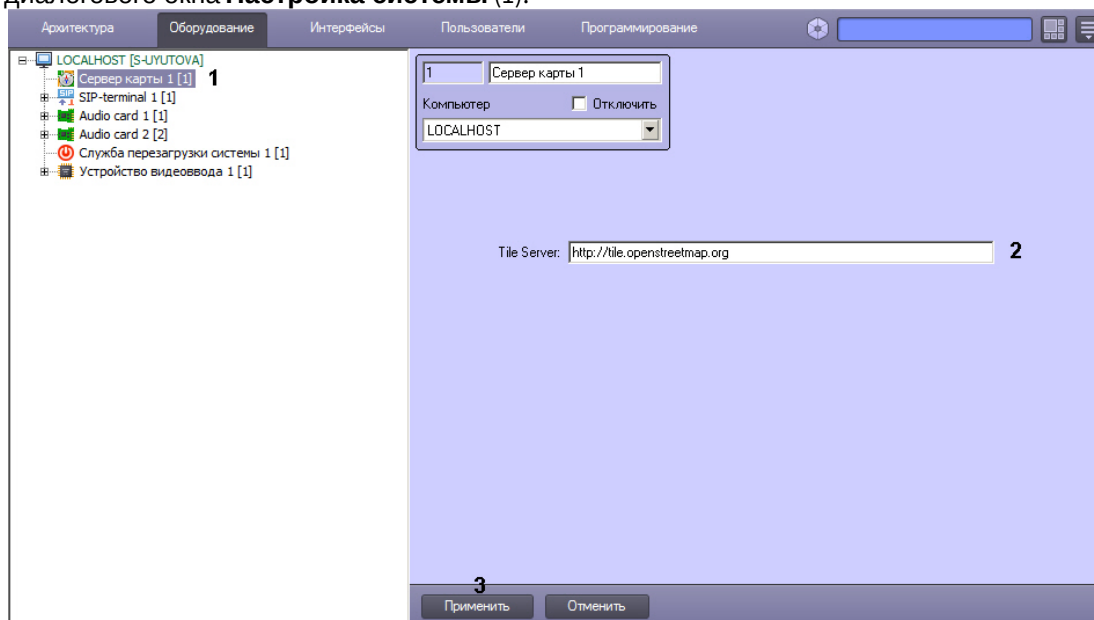 диалогового окна Настройка системы (1).
Архитектура Оборудование Интерфейсы Пользователи Программирование
LOCALHOST [S-UYUTOVA]
Сервер карты 1 [1] 1
SIP-terminal 1 [1]
Audio card 1 [1]
Audio card 2 [2]
Служба перезагрузки системы 1 [1]
Устройство видеоввода 1 [1]
1 Сервер карты 1
Компьютер Отключить
LOCALHOST
Tile Server: http://tile.openstreetmap.org 2
3
Применить Отменить